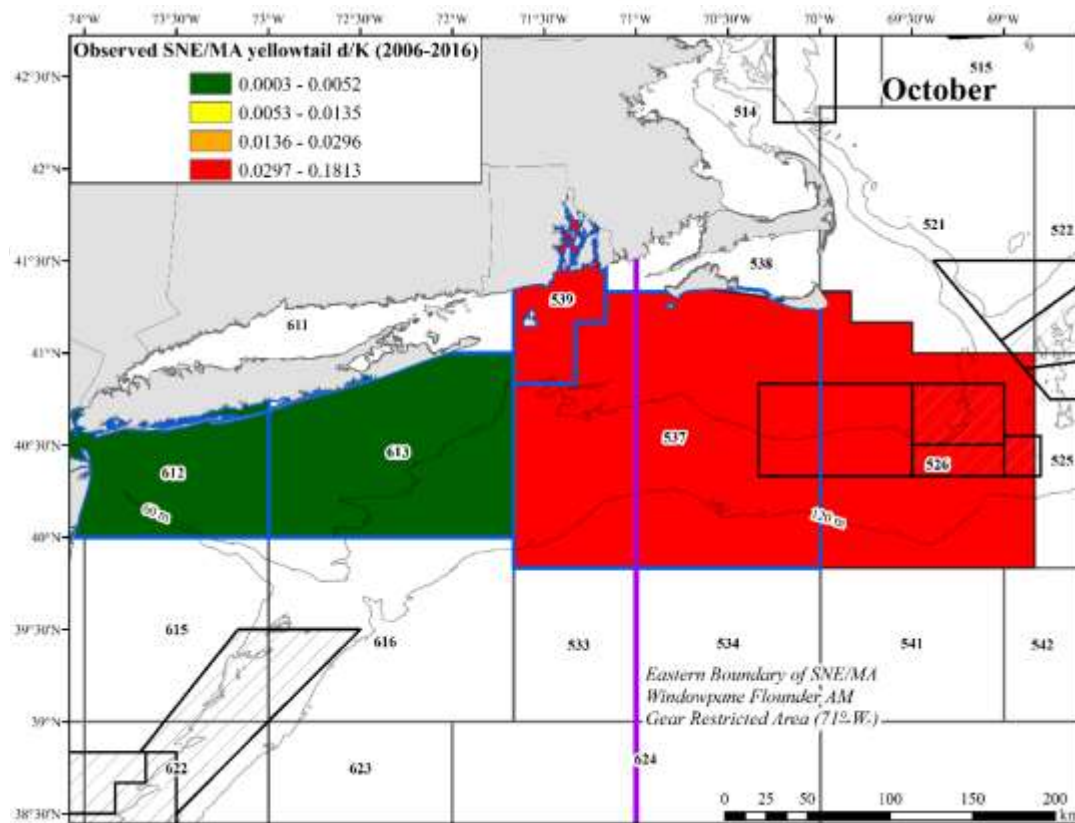 74°W 73°30'W 73°W 72°30'W 72°W 71°30'W 71°W 70°30'W 70°W 69°30'W 69°W
Observed SNE/MA yellowtail d/K (2006-2016)
0.0003 - 0.0052
0.0053 - 0.0135
0.0136 - 0.0296
0.0297 - 0.1813
October
42°30'N
515
514
42°N
521
522
41°30'N
538
539
611
41°N
537
40°30'N
613
612
526
525
60 m
120 m
40°N
39°30'N
615
616
533
534
541
542
Eastern Boundary of SNE/MA
Windowpane Flounder AM
Gear Restricted Area (71° W.)
39°N
622
623
624
38°30'N
0 25 50 100 150 200
km